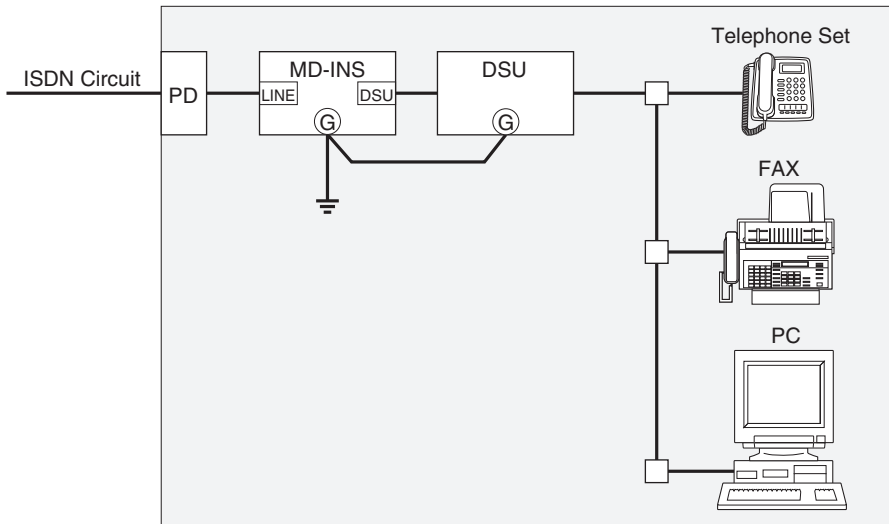 Telephone Set
ISDN Circuit
PD
MD-INS
DSU
LINE
DSU
G
G
FAX
PC